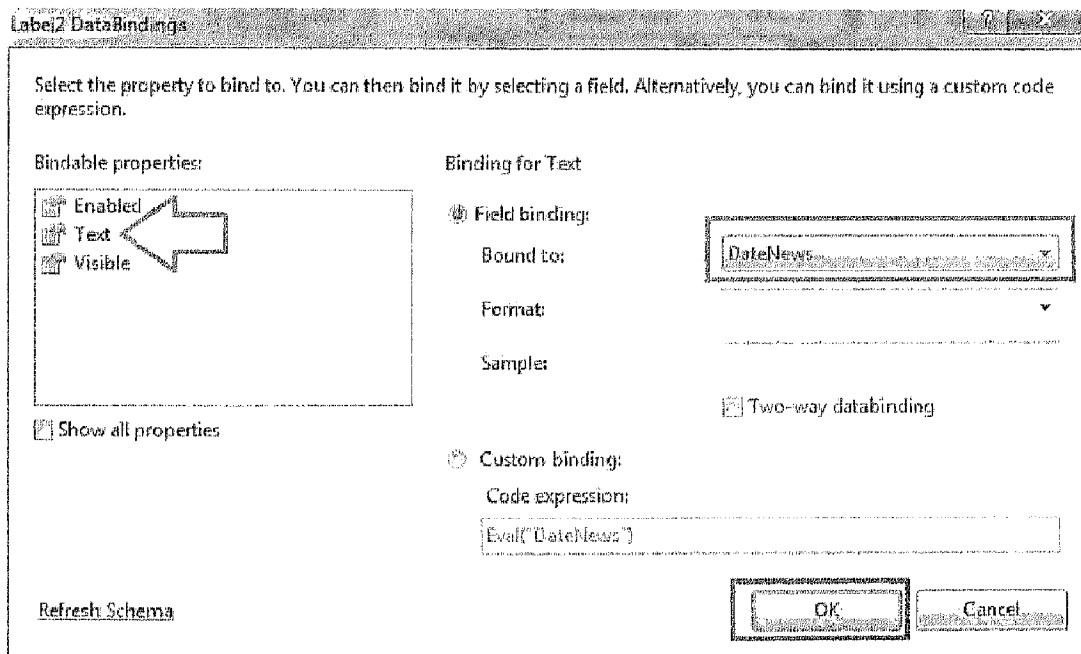 Label2 DataBindings
Select the property to bind to. You can then bind it by selecting a field. Alternatively, you can bind it using a custom code
expression.
Bindable properties:
Enabled
Text
Visible
Show all properties
Binding for Text
Field binding:
Bound to:
DateNews
Format:
Sample:
Two-way databinding
Custom binding:
Code expression:
Eval("DateNews")
Refresh Schema
OK
Cancel